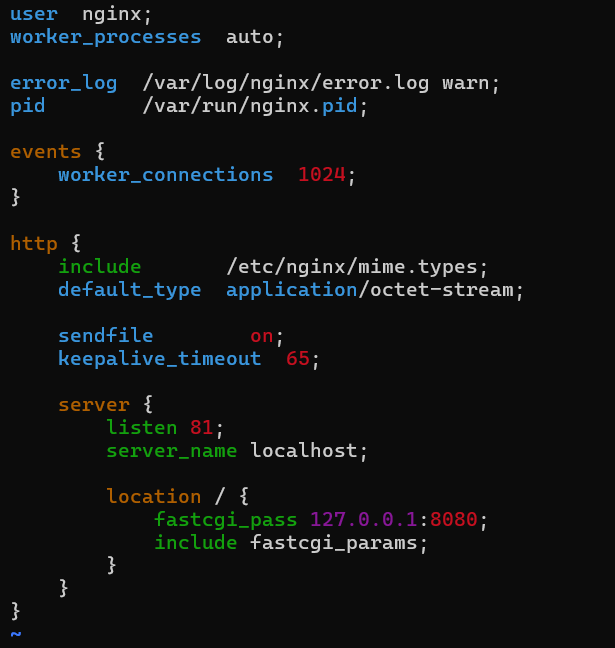 user  nginx;
worker_processes  auto;

error_log  /var/log/nginx/error.log warn;
pid        /var/run/nginx.pid;

events {
    worker_connections  1024;
}

http {
    include       /etc/nginx/mime.types;
    default_type  application/octet-stream;

    sendfile        on;
    keepalive_timeout  65;

    server {
        listen 81;
        server_name localhost;

        location / {
            fastcgi_pass 127.0.0.1:8080;
            include fastcgi_params;
        }
    }
}
~